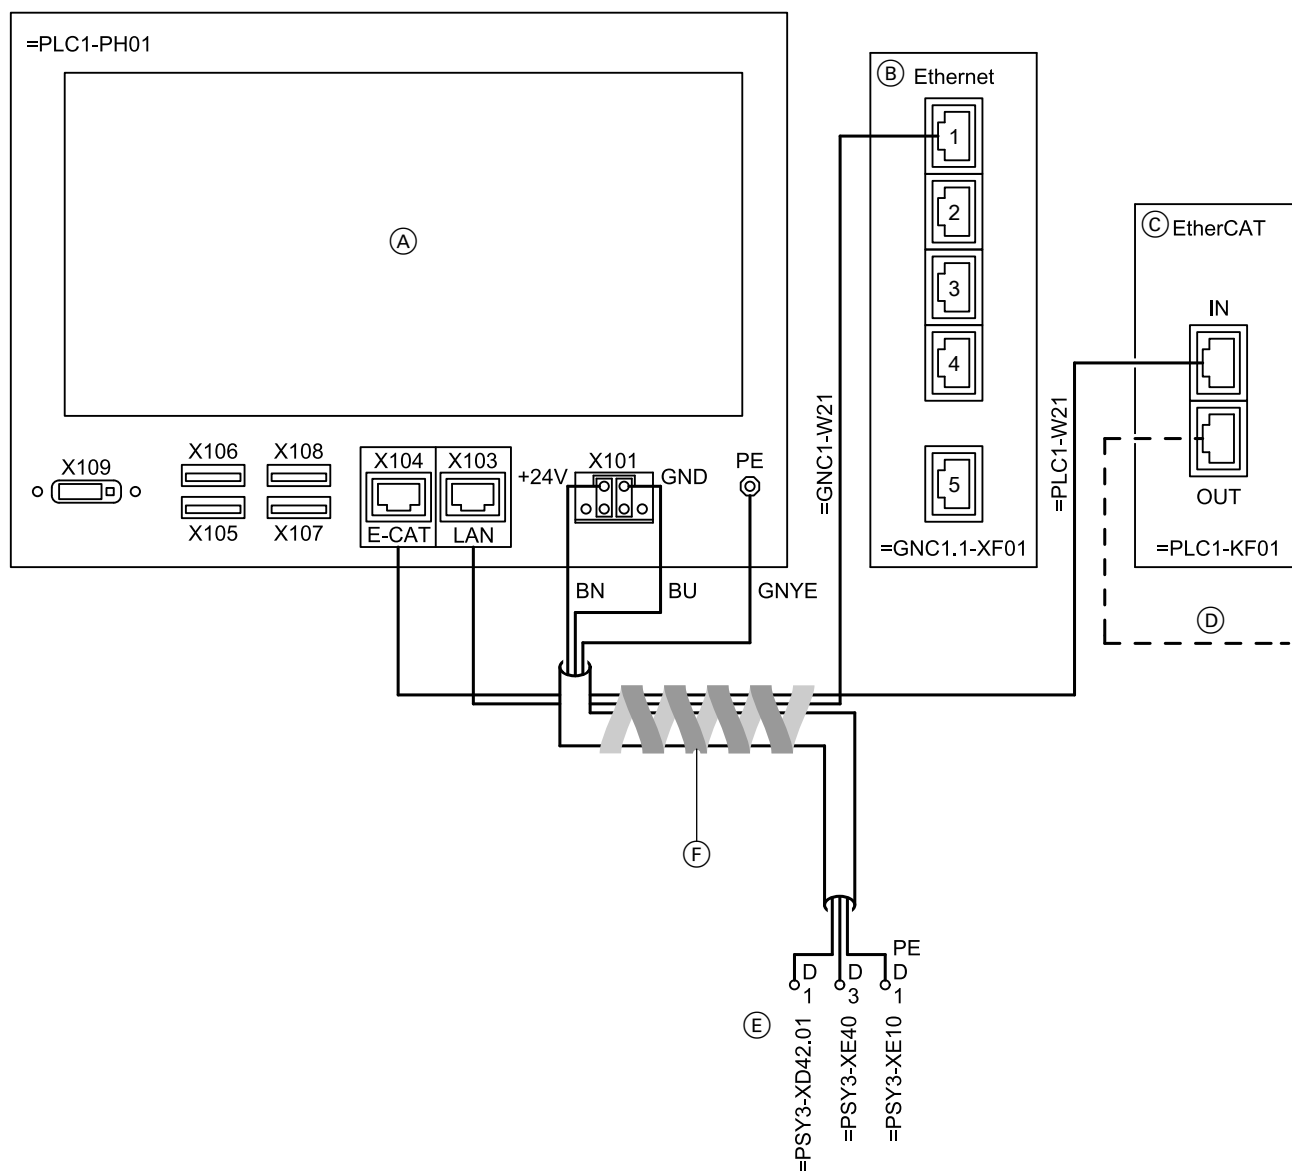 =PLC1-PH01
A
X109
X106
X108
X105
X107
X104
X103
E-CAT
LAN
+24V
X101
GND
PE
BN
BU
GNYE
=GNC1-W21
B Ethernet
1
2
3
4
5
=GNC1.1-XF01
=PLC1-W21
C EtherCAT
IN
OUT
=PLC1-KF01
D
F
PE
D
1
D
3
D
1
E
=PSY3-XD42.01
=PSY3-XE40
=PSY3-XE10